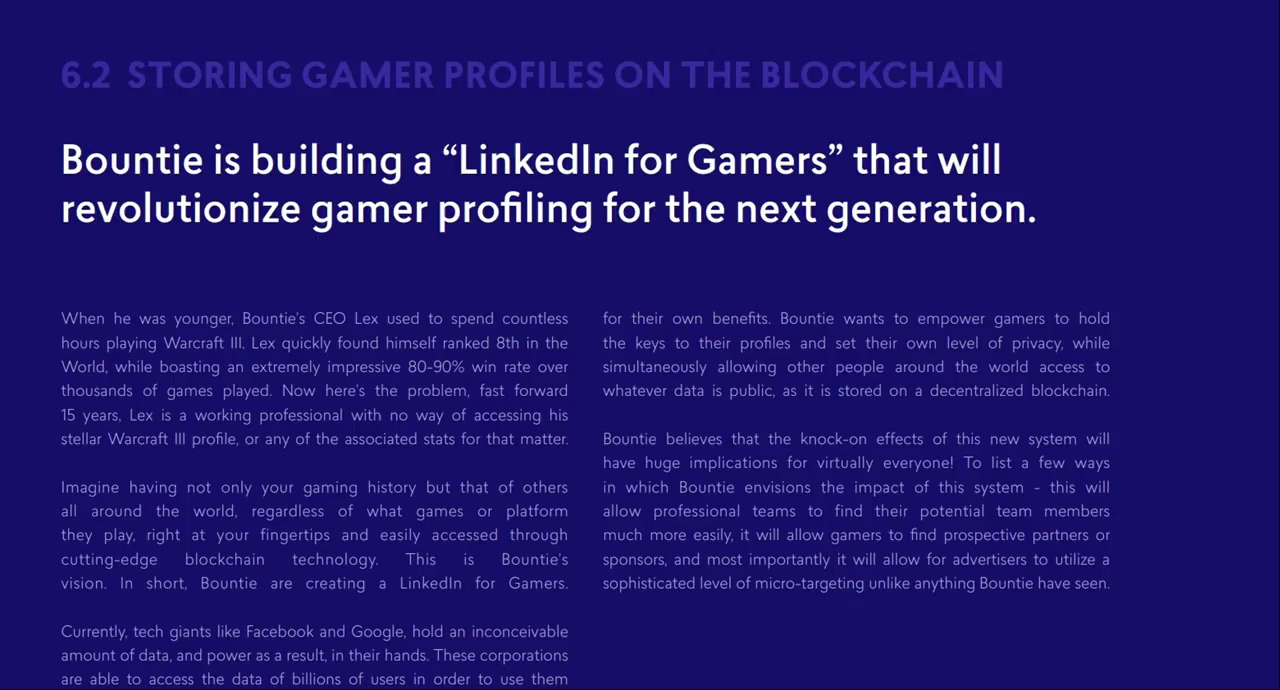 6.2 STORING GAMER PROFILES ON THE BLOCKCHAIN
Bountie is building a “LinkedIn for Gamers” that will
revolutionize gamer profiling for the next generation.
When he was younger, Bountie's CEO Lex used to spend countless
hours playing Warcraft III. Lex quickly found himself ranked 8th in the
World, while boasting an extremely impressive 80-90% win rate over
thousands of games played. Now here's the problem, fast forward
15 years, Lex is a working professional with no way of accessing his
stellar Warcraft III profile, or any of the associated stats for that matter.
Imagine having not only your gaming history but that of others
all around the world, regardless of what games or platform
they play, right at your fingertips and easily accessed through
cutting-edge blockchain technology. This is Bountie's
vision. In short, Bountie are creating a LinkedIn for Gamers.
Currently, tech giants like Facebook and Google, hold an inconceivable
amount of data, and power as a result, in their hands. These corporations
are able to access the data of billions of users in order to use them
for their own benefits. Bountie wants to empower gamers to hold
the keys to their profiles and set their own level of privacy, while
simultaneously allowing other people around the world access to
whatever data is public, as it is stored on a decentralized blockchain.
Bountie believes that the knock-on effects of this new system will
have huge implications for virtually everyone! To list a few ways
in which Bountie envisions the impact of this system - this will
allow professional teams to find their potential team members
much more easily, it will allow gamers to find prospective partners or
sponsors, and most importantly it will allow for advertisers to utilize a
sophisticated level of micro-targeting unlike anything Bountie have seen.